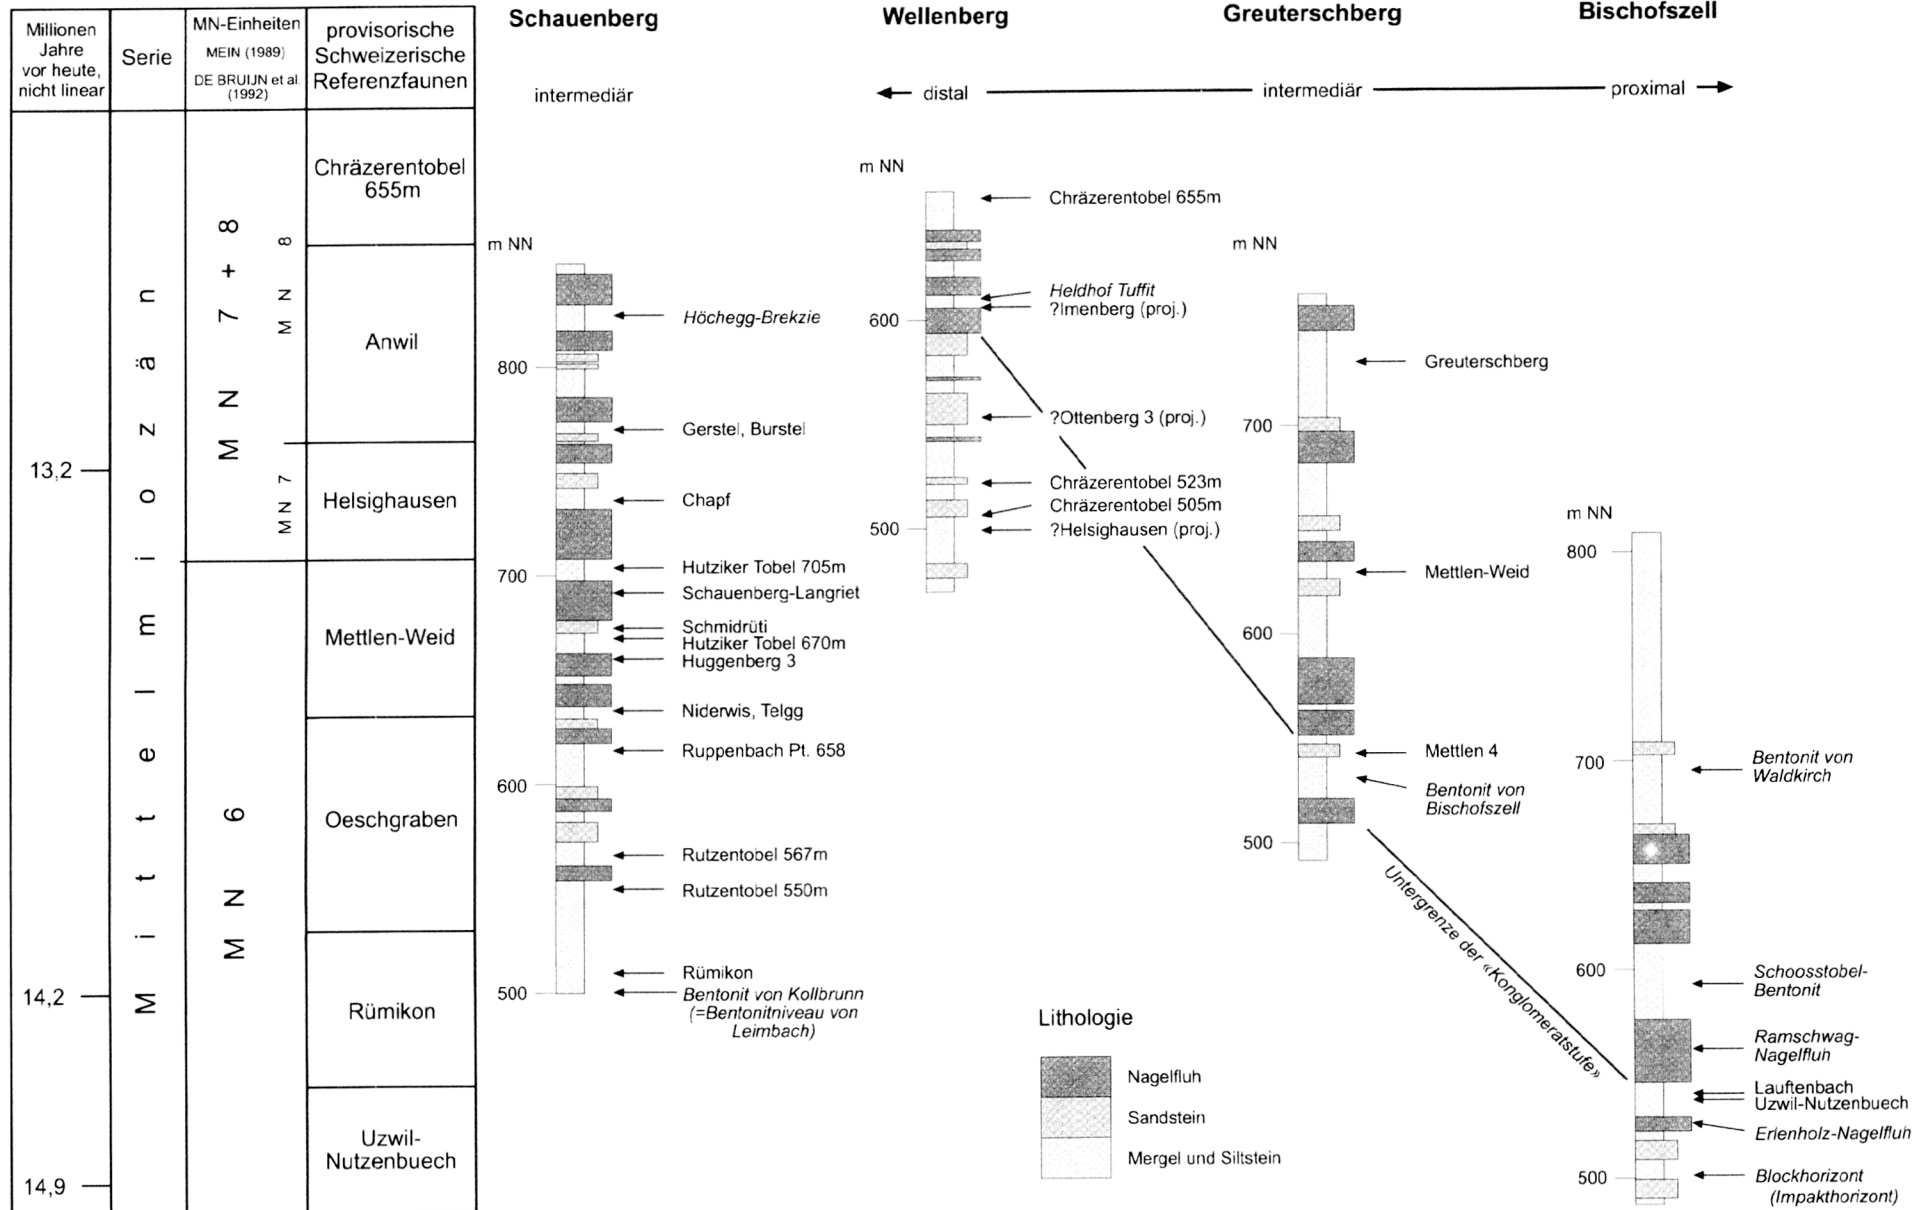 Millionen
Jahre
vor heute,
nicht linear
Serie
MN-Einheiten
MEIN (1989)
DE BRUIJN et al.
(1992)
provisorische
Schweizerische
Referenzfaunen
13,2
14,2
14,9
Mittelmiozän
MN 7 + 8
MN 8
MN 7
MN 6
Chräzerentobel
655m
Anwil
Helsighausen
Mettlen-Weid
Oeschgraben
Rümikon
Uzwil-
Nutzenbuech
Schauenberg
intermediär
m NN
800
700
600
500
Höchegg-Brekzie
Gerstel, Burstel
Chapf
Hutziker Tobel 705m
Schauenberg-Langriet
Schmidrüti
Hutziker Tobel 670m
Huggenberg 3
Niderwis, Telgg
Ruppenbach Pt. 658
Rutzentobel 567m
Rutzentobel 550m
Rümikon
Bentonit von Kollbrunn
(=Bentonitniveau von
Leimbach)
Wellenberg
distal
m NN
600
500
Chräzerentobel 655m
Heldhof Tuffit
?Imenberg (proj.)
?Ottenberg 3 (proj.)
Chräzerentobel 523m
Chräzerentobel 505m
?Helsighausen (proj.)
Greuterschberg
intermediär
m NN
700
600
500
Greuterschberg
Mettlen-Weid
Mettlen 4
Bentonit von
Bischofszell
Untergrenze der «Konglomeratstufe»
Bischofszell
proximal
m NN
800
700
600
500
Bentonit von
Waldkirch
Schoosstobel-
Bentonit
Ramschwag-
Nagelfluh
Lauftenbach
Uzwil-Nutzenbuech
Erlenholz-Nagelfluh
Blockhorizont
(Impakthorizont)
Lithologie
Nagelfluh
Sandstein
Mergel und Siltstein